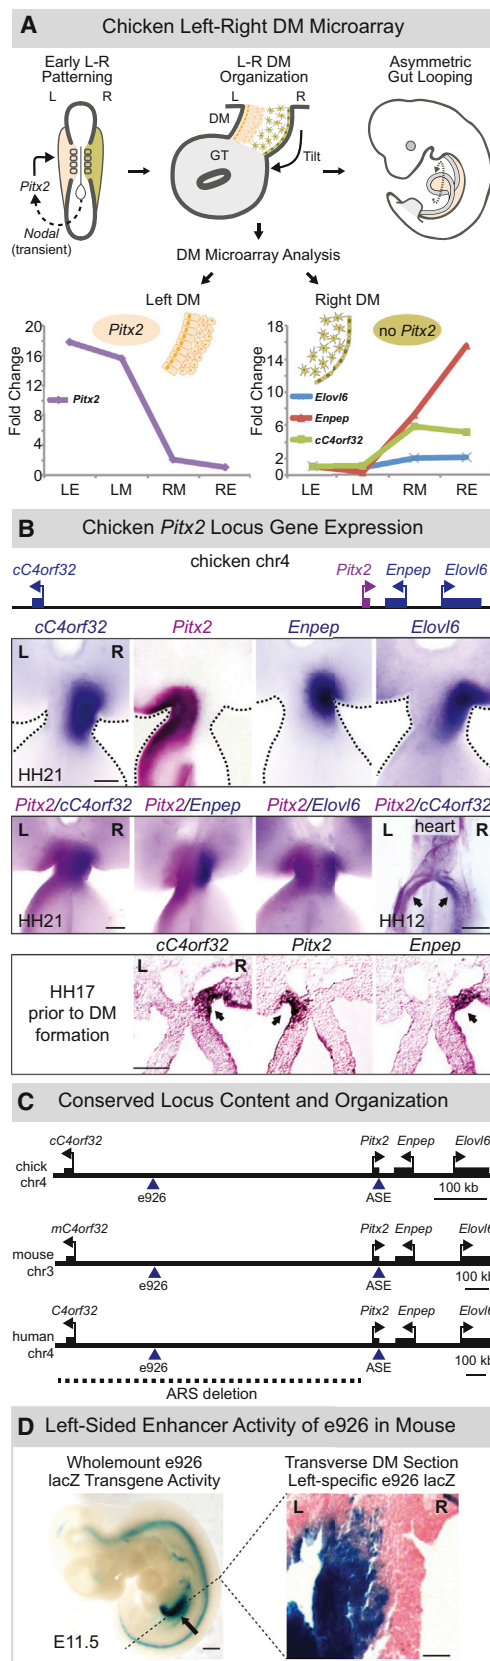 A Chicken Left-Right DM Microarray
Early L-R
Patterning
L R
Pitx2
Nodal
(transient)
L-R DM
Organization
L R
DM
GT
Tilt
Asymmetric
Gut Looping
DM Microarray Analysis
Left DM
Pitx2
Fold Change
20
16
12
8
4
0
Pitx2
LE LM RM RE
Right DM
no Pitx2
Fold Change
18
14
10
6
2
0
Elovl6
Enpep
cC4orf32
LE LM RM RE
B Chicken Pitx2 Locus Gene Expression
chicken chr4
cC4orf32 Pitx2 Enpep Elovl6
cC4orf32 Pitx2 Enpep Elovl6
L R
HH21
Pitx2/cC4orf32 Pitx2/Enpep Pitx2/Elovl6 Pitx2/cC4orf32
L R L R
heart
HH21 HH12
cC4orf32 Pitx2 Enpep
L R
HH17
prior to DM
formation
C Conserved Locus Content and Organization
cC4orf32 Pitx2 Enpep Elovl6
chick
chr4
e926 ASE 100 kb
mC4orf32 Pitx2 Enpep Elovl6
mouse
chr3
e926 ASE 100 kb
C4orf32 Pitx2 Enpep Elovl6
human
chr4
e926 ASE 100 kb
ARS deletion
D Left-Sided Enhancer Activity of e926 in Mouse
Wholemount e926
lacZ Transgene Activity
E11.5
Transverse DM Section
Left-specific e926 lacZ
L R